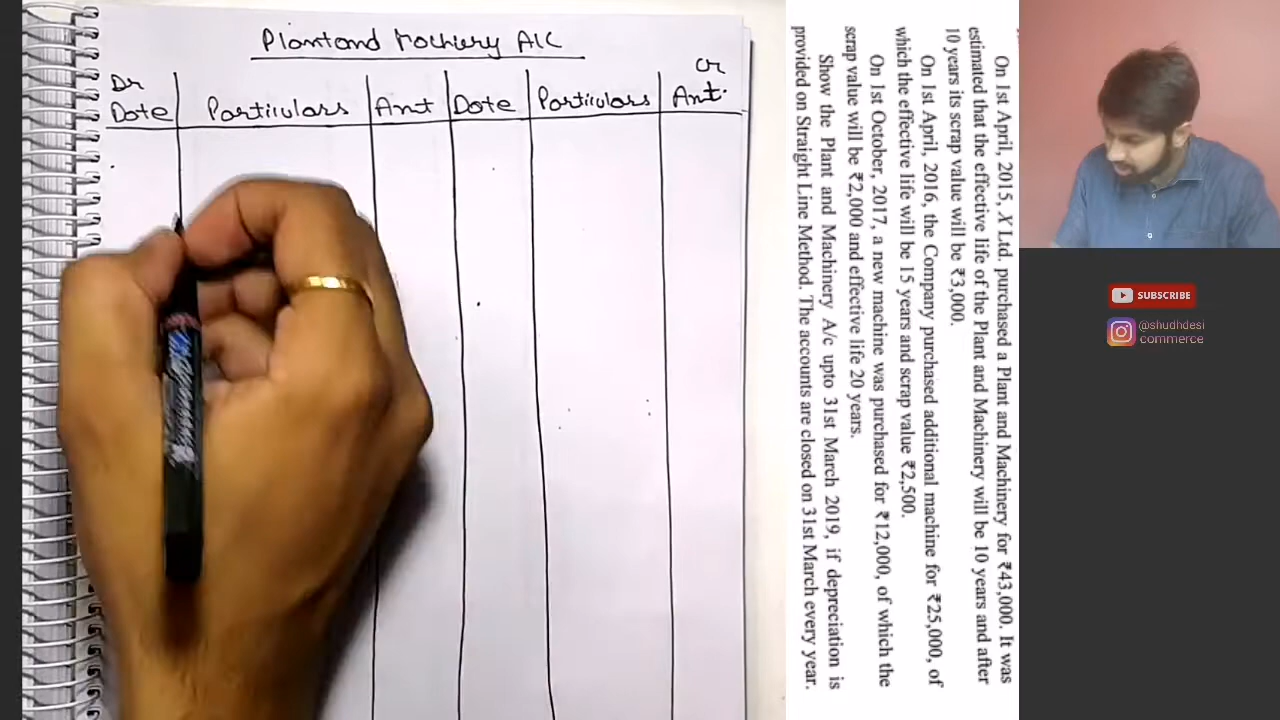 Plant and Machinery A/C
Dr
Cr
Date Particulars Amt Date Particulars Amt.
On 1st April, 2015, X Ltd. purchased a Plant and Machinery for ₹43,000. It was
estimated that the effective life of the Plant and Machinery will be 10 years and after
10 years its scrap value will be ₹3,000.
On 1st April, 2016, the Company purchased additional machine for ₹25,000, of
which the effective life will be 15 years and scrap value ₹2,500.
On 1st October, 2017, a new machine was purchased for ₹12,000, of which the
scrap value will be ₹2,000 and effective life 20 years.
Show the Plant and Machinery A/c upto 31st March 2019, if depreciation is
provided on Straight Line Method. The accounts are closed on 31st March every year.
SUBSCRIBE
@shudhdesi
commerce